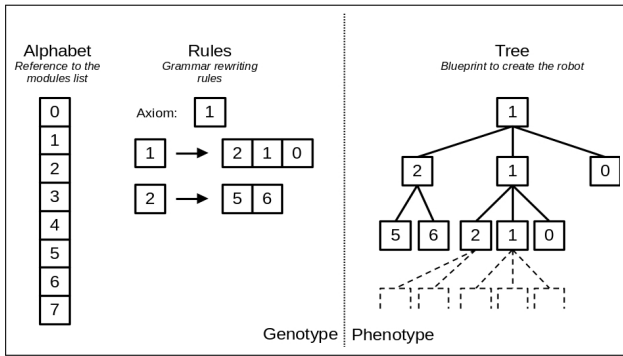 Alphabet
Reference to the
modules list
0
1
2
3
4
5
6
7
Rules
Grammar rewriting
rules
Axiom: 1
1 2 1 0
2 5 6
Genotype
Tree
Blueprint to create the robot
1
2 1 0
5 6 2 1 0
Phenotype